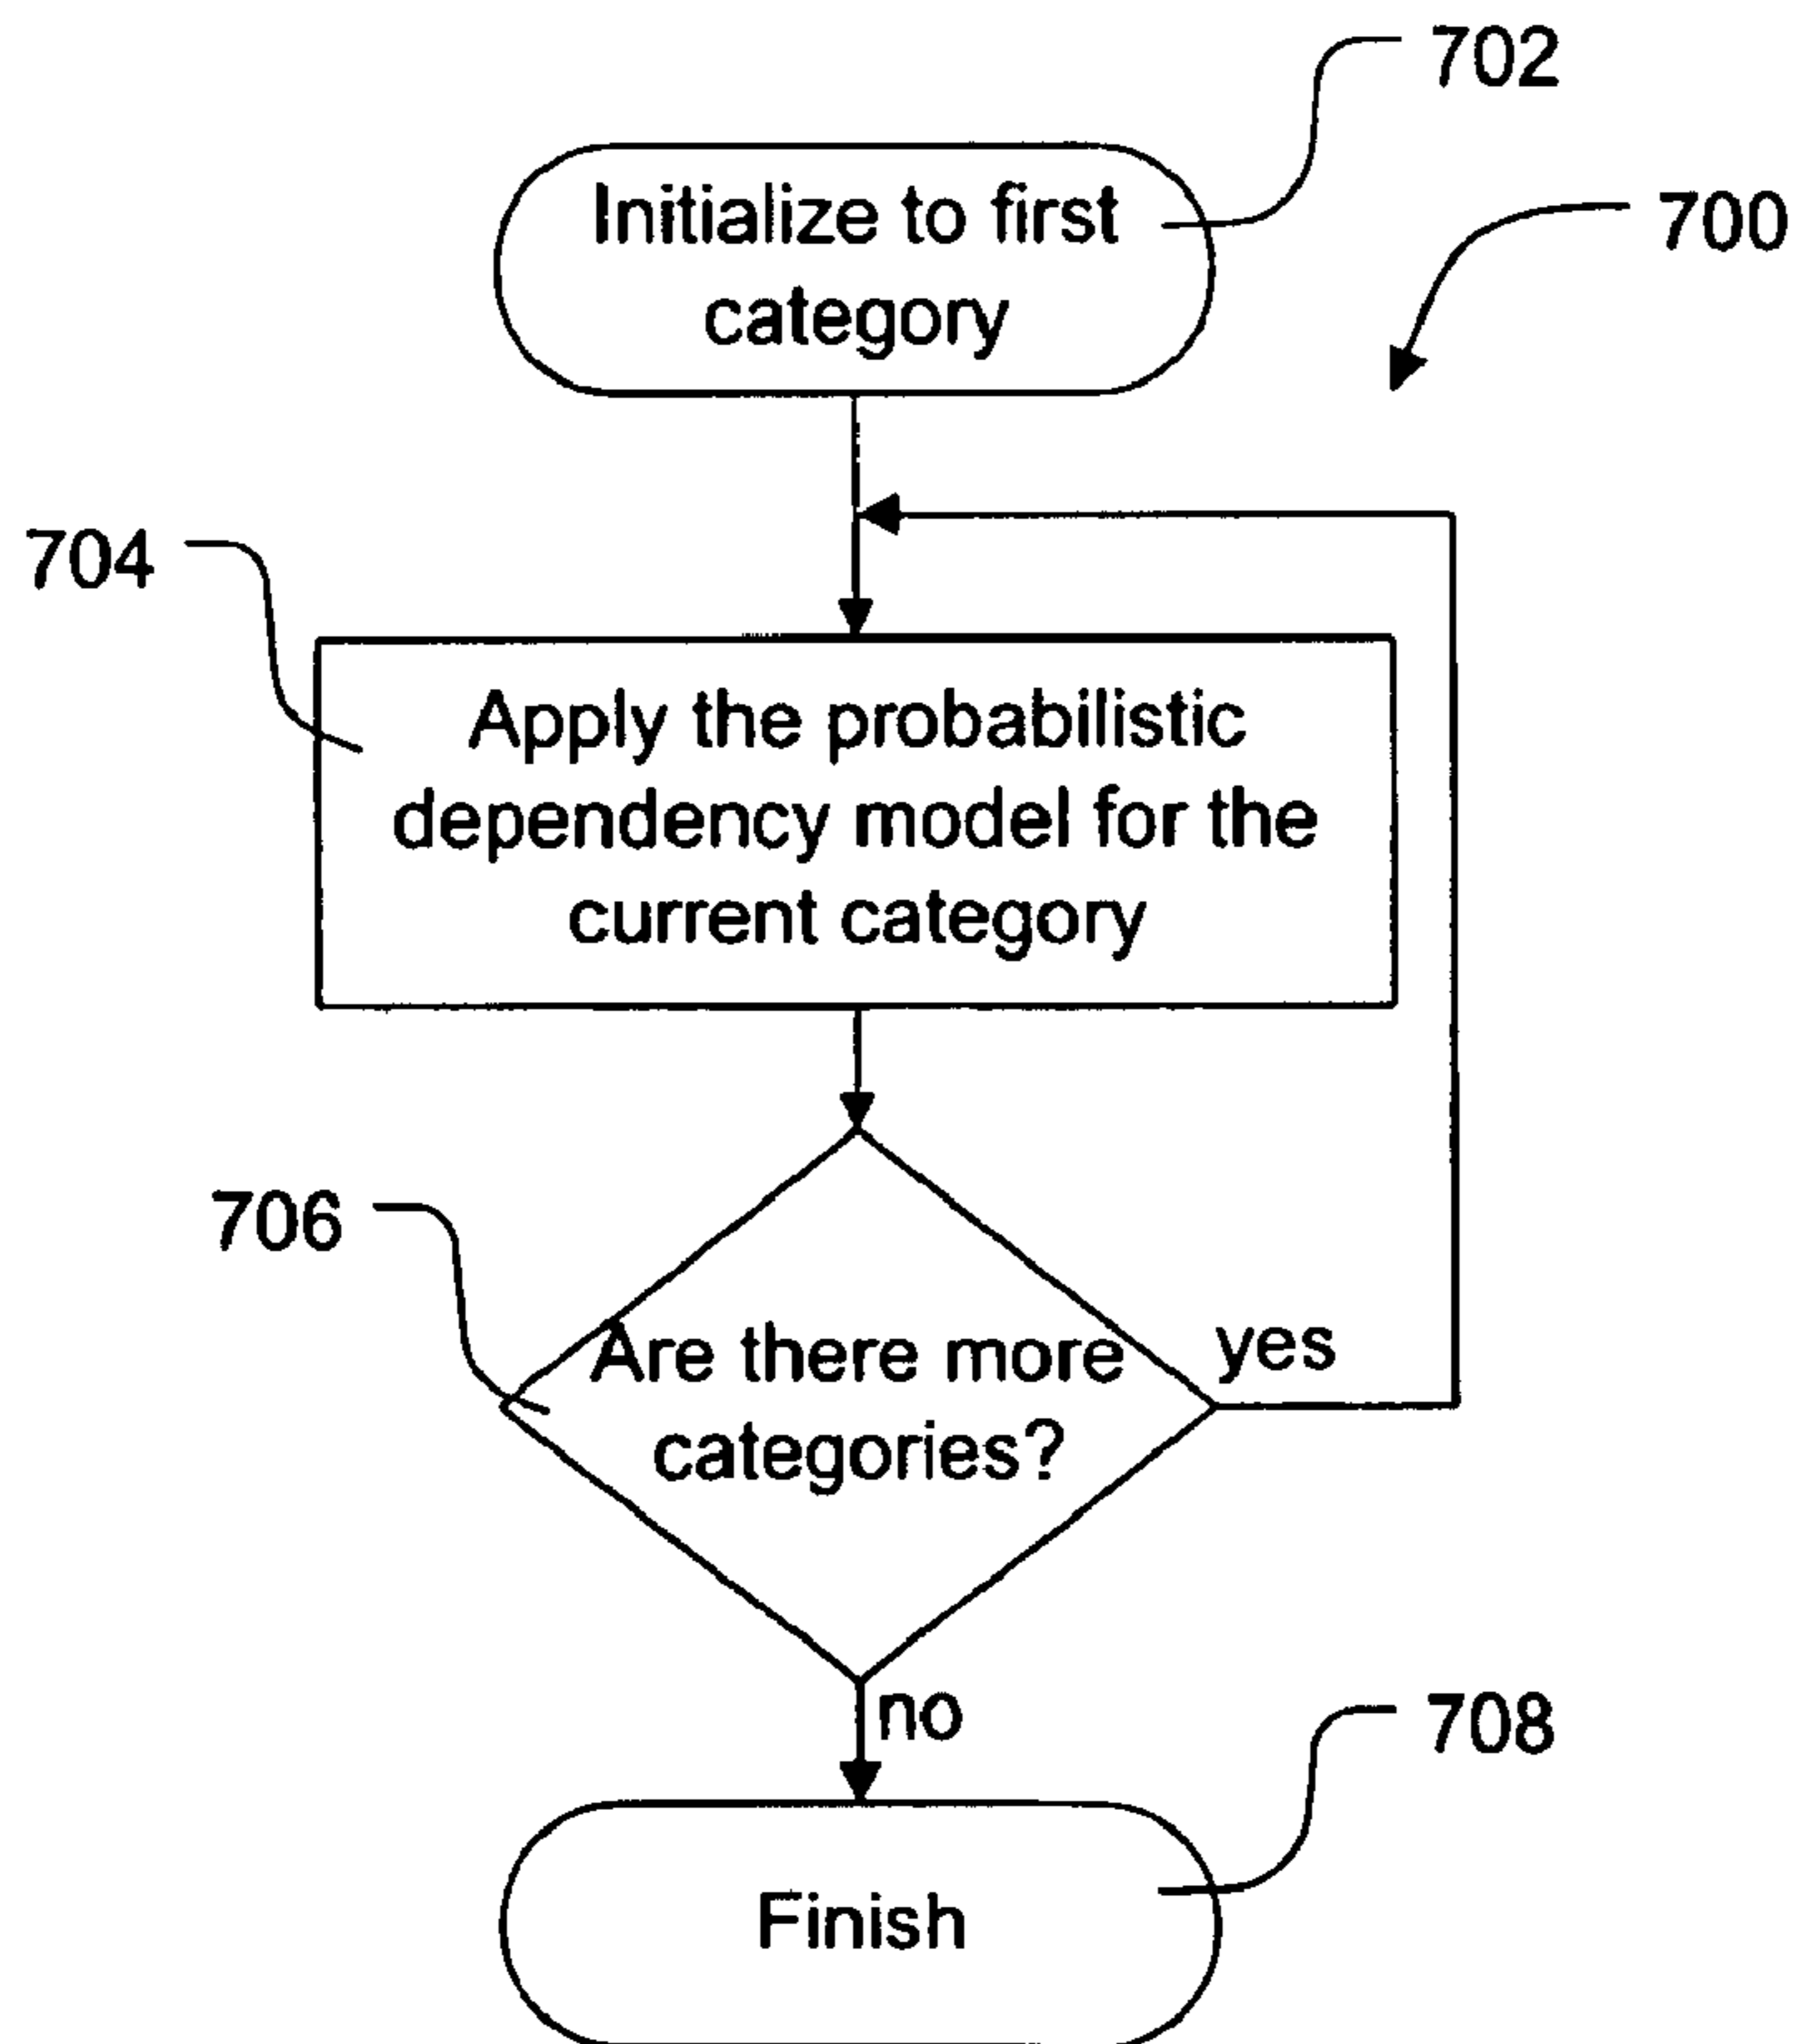 702
Initialize to first
category
700
704
Apply the probabilistic
dependency model for the
current category
706
Are there more
categories?
yes
no
708
Finish